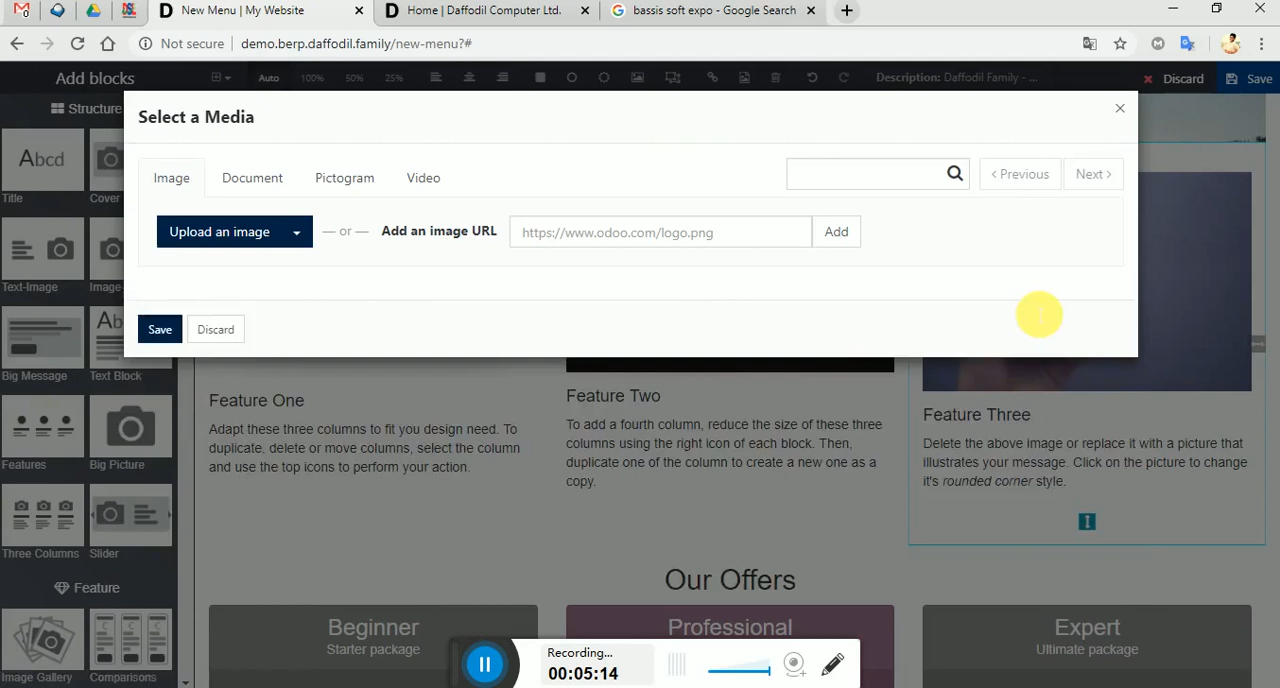 New Menu | My Website
Home | Daffodil Computer Ltd.
bassis soft expo - Google Search
Not secure
demo.berp.daffodil.family/new-menu?#
Add blocks
Auto
100%
50%
25%
Description: Daffodil Family - ...
Discard
Save
Structure
Select a Media
Image
Document
Pictogram
Video
< Previous
Next >
Upload an image
— or —
Add an image URL
https://www.odoo.com/logo.png
Add
Save
Discard
Abcd
Title
Cover
Text-Image
Image-
Ab
Big Message
Text Block
Features
Big Picture
Three Columns
Slider
Feature
Image Gallery
Comparisons
Feature One
Adapt these three columns to fit you design need. To
duplicate, delete or move columns, select the column
and use the top icons to perform your action.
Feature Two
To add a fourth column, reduce the size of these three
columns using the right icon of each block. Then,
duplicate one of the column to create a new one as a
copy.
Feature Three
Delete the above image or replace it with a picture that
illustrates your message. Click on the picture to change
it's rounded corner style.
Our Offers
Beginner
Starter package
Professional
Expert
Ultimate package
Recording...
00:05:14